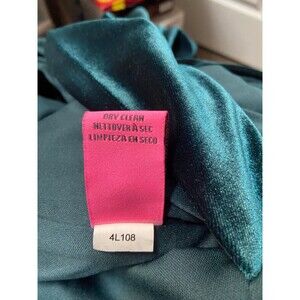 DRY CLEAN
NETTOYER À SEC
LIMPIEZA EN SECO
4L108